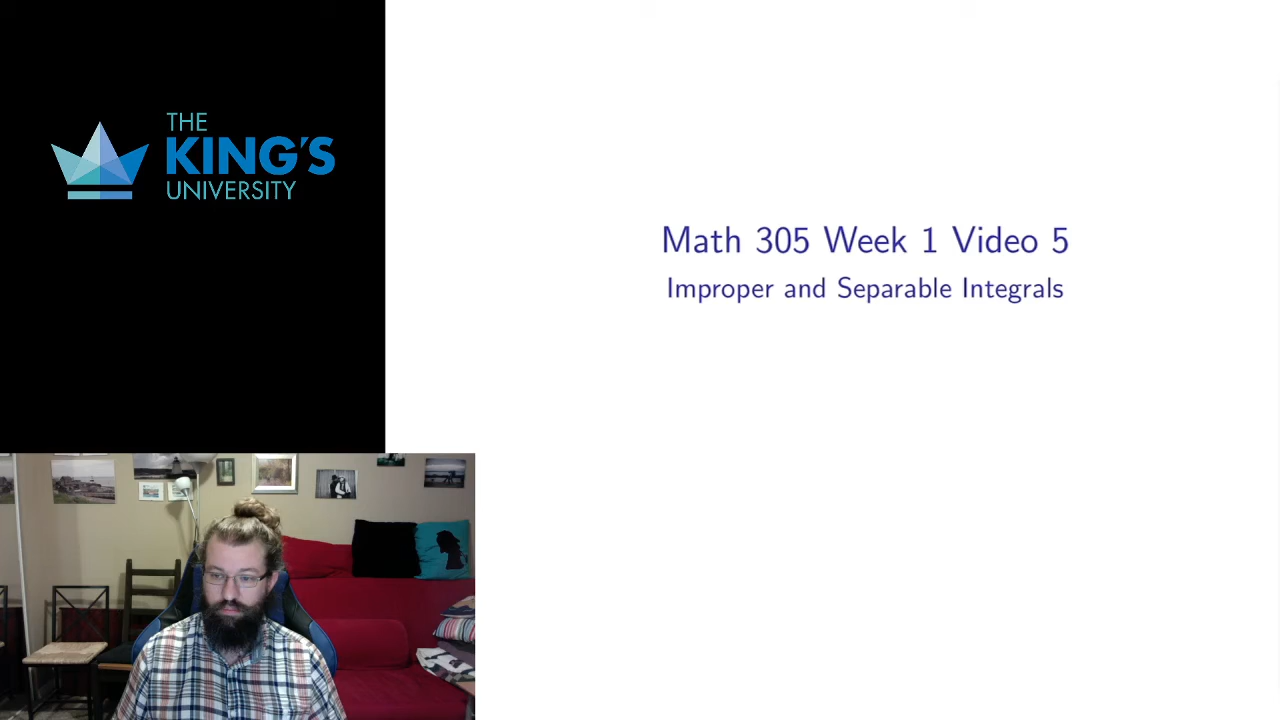 THE
KING'S
UNIVERSITY
Math 305 Week 1 Video 5
Improper and Separable Integrals